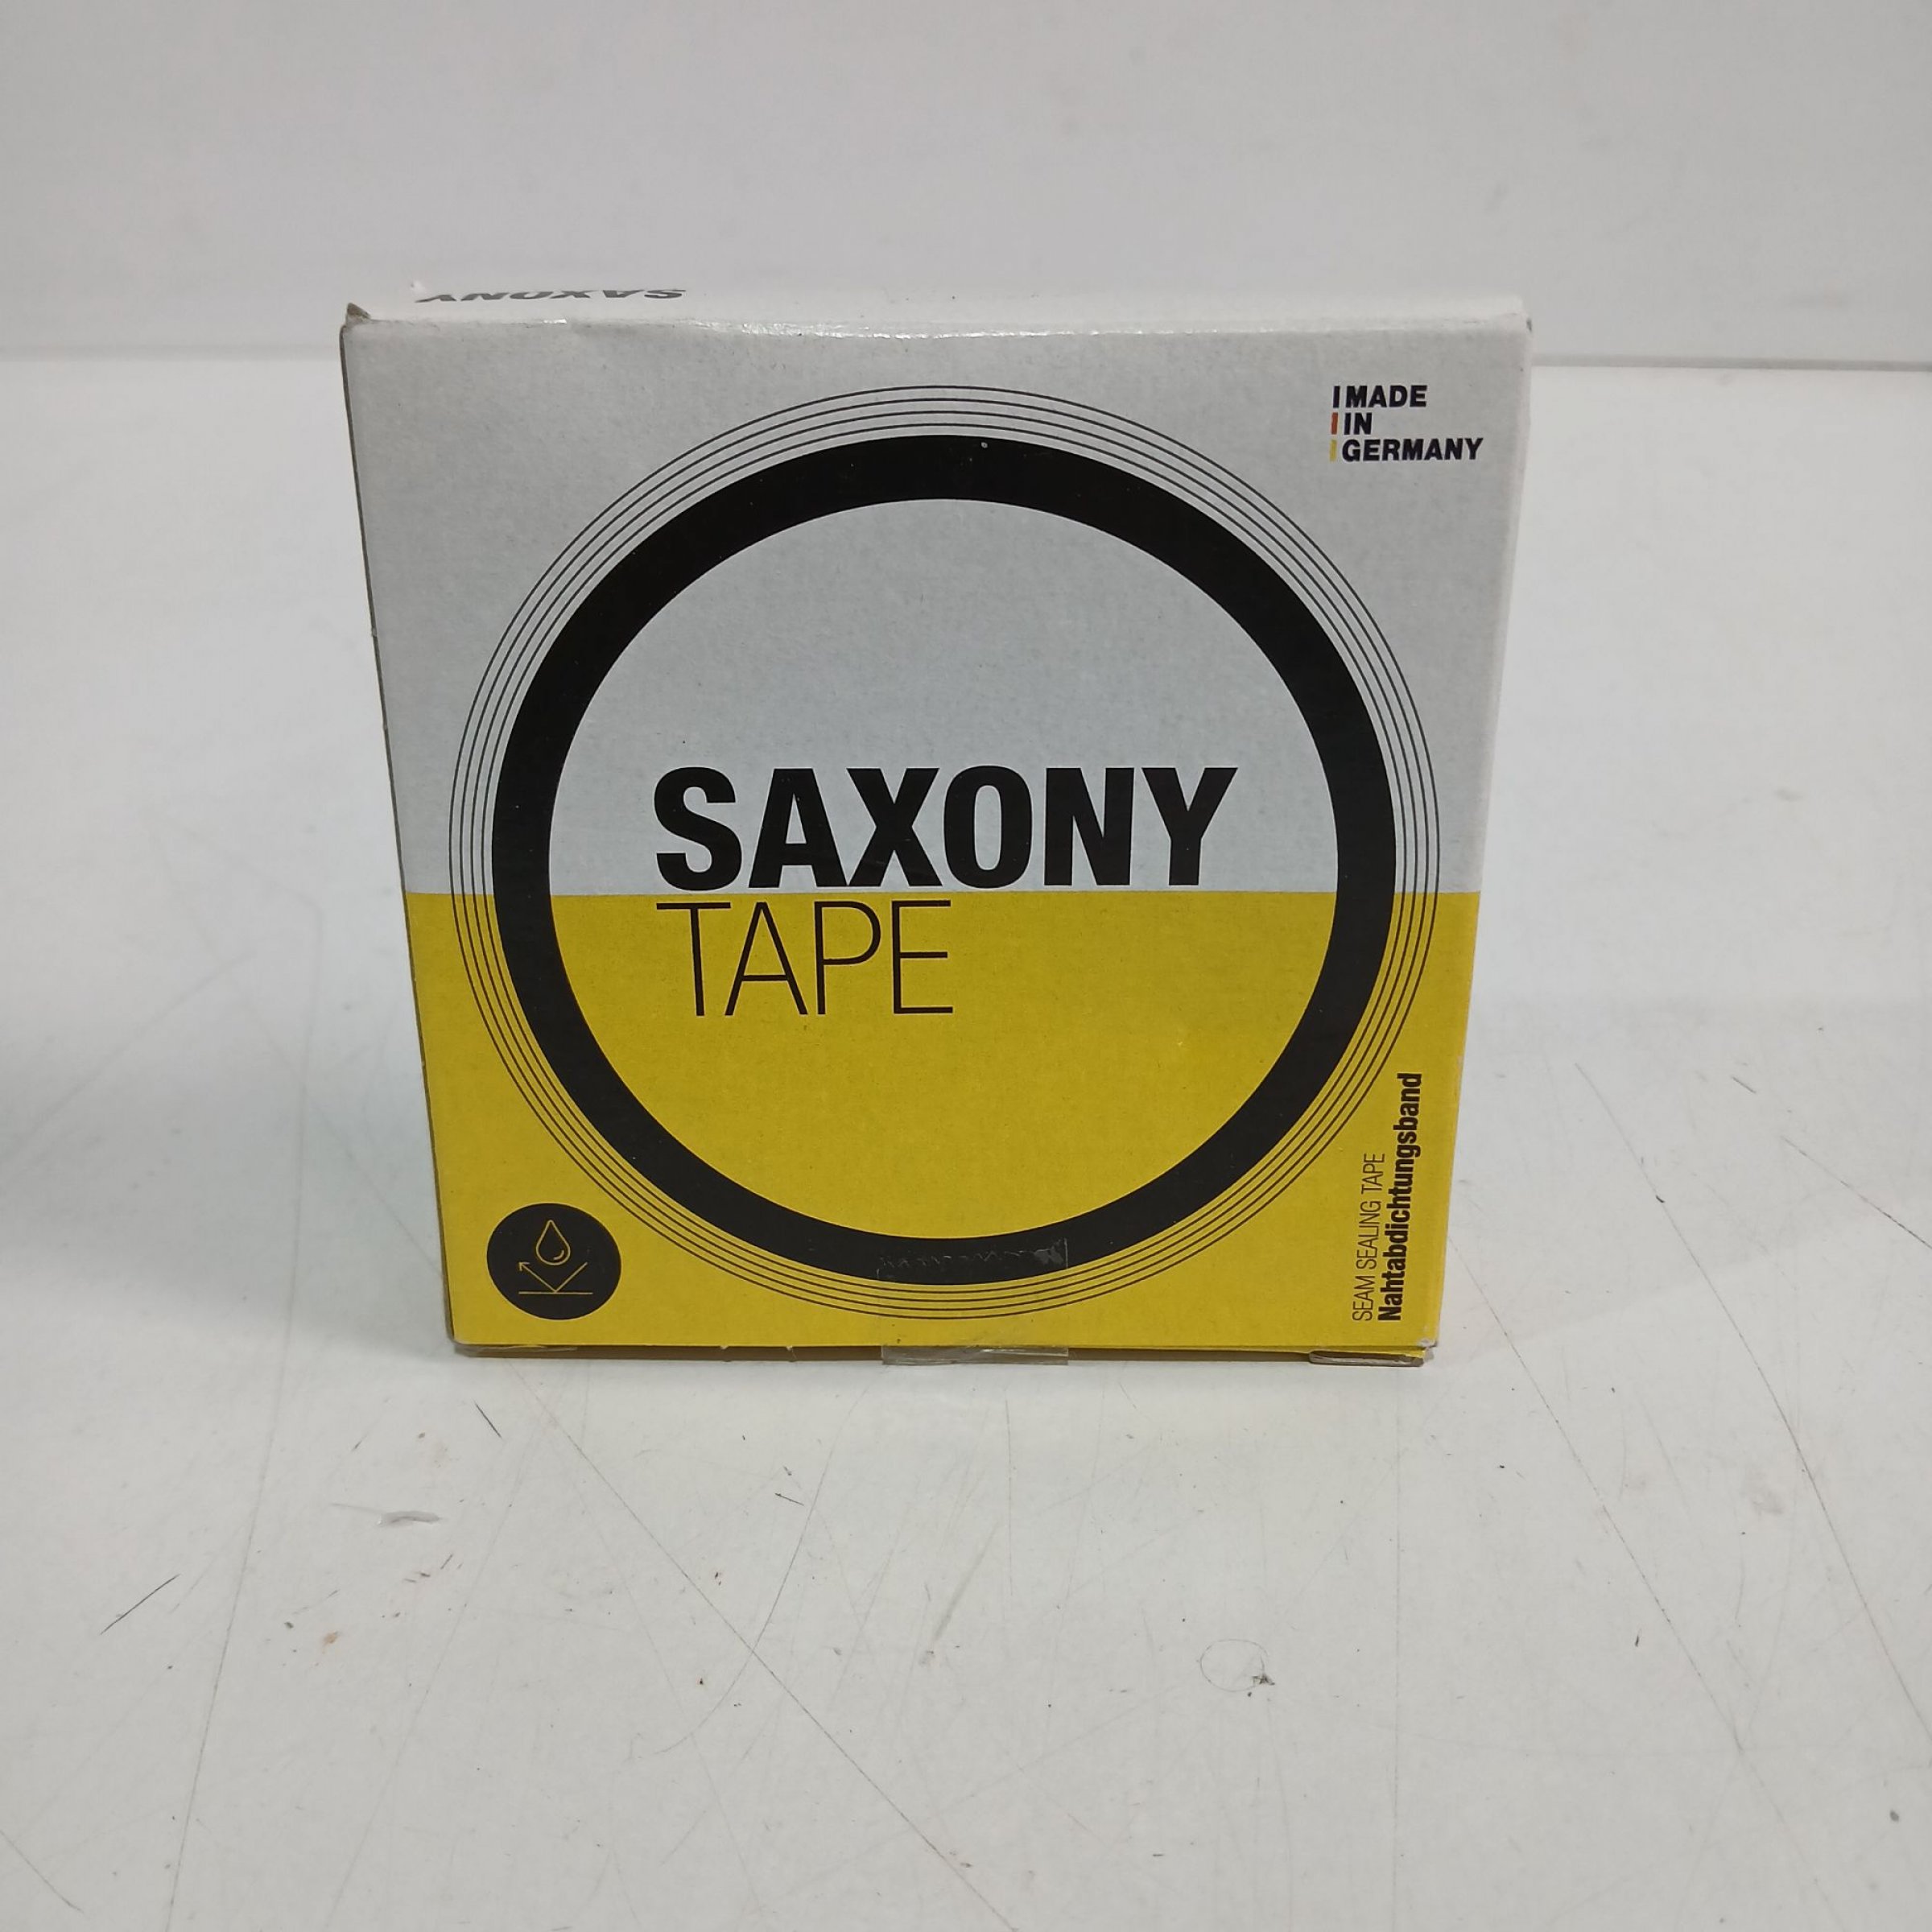 SAXONY
MADE
IN
GERMANY
SAXONY
TAPE
SEAM SEALING TAPE
Nahtabdichtungsband